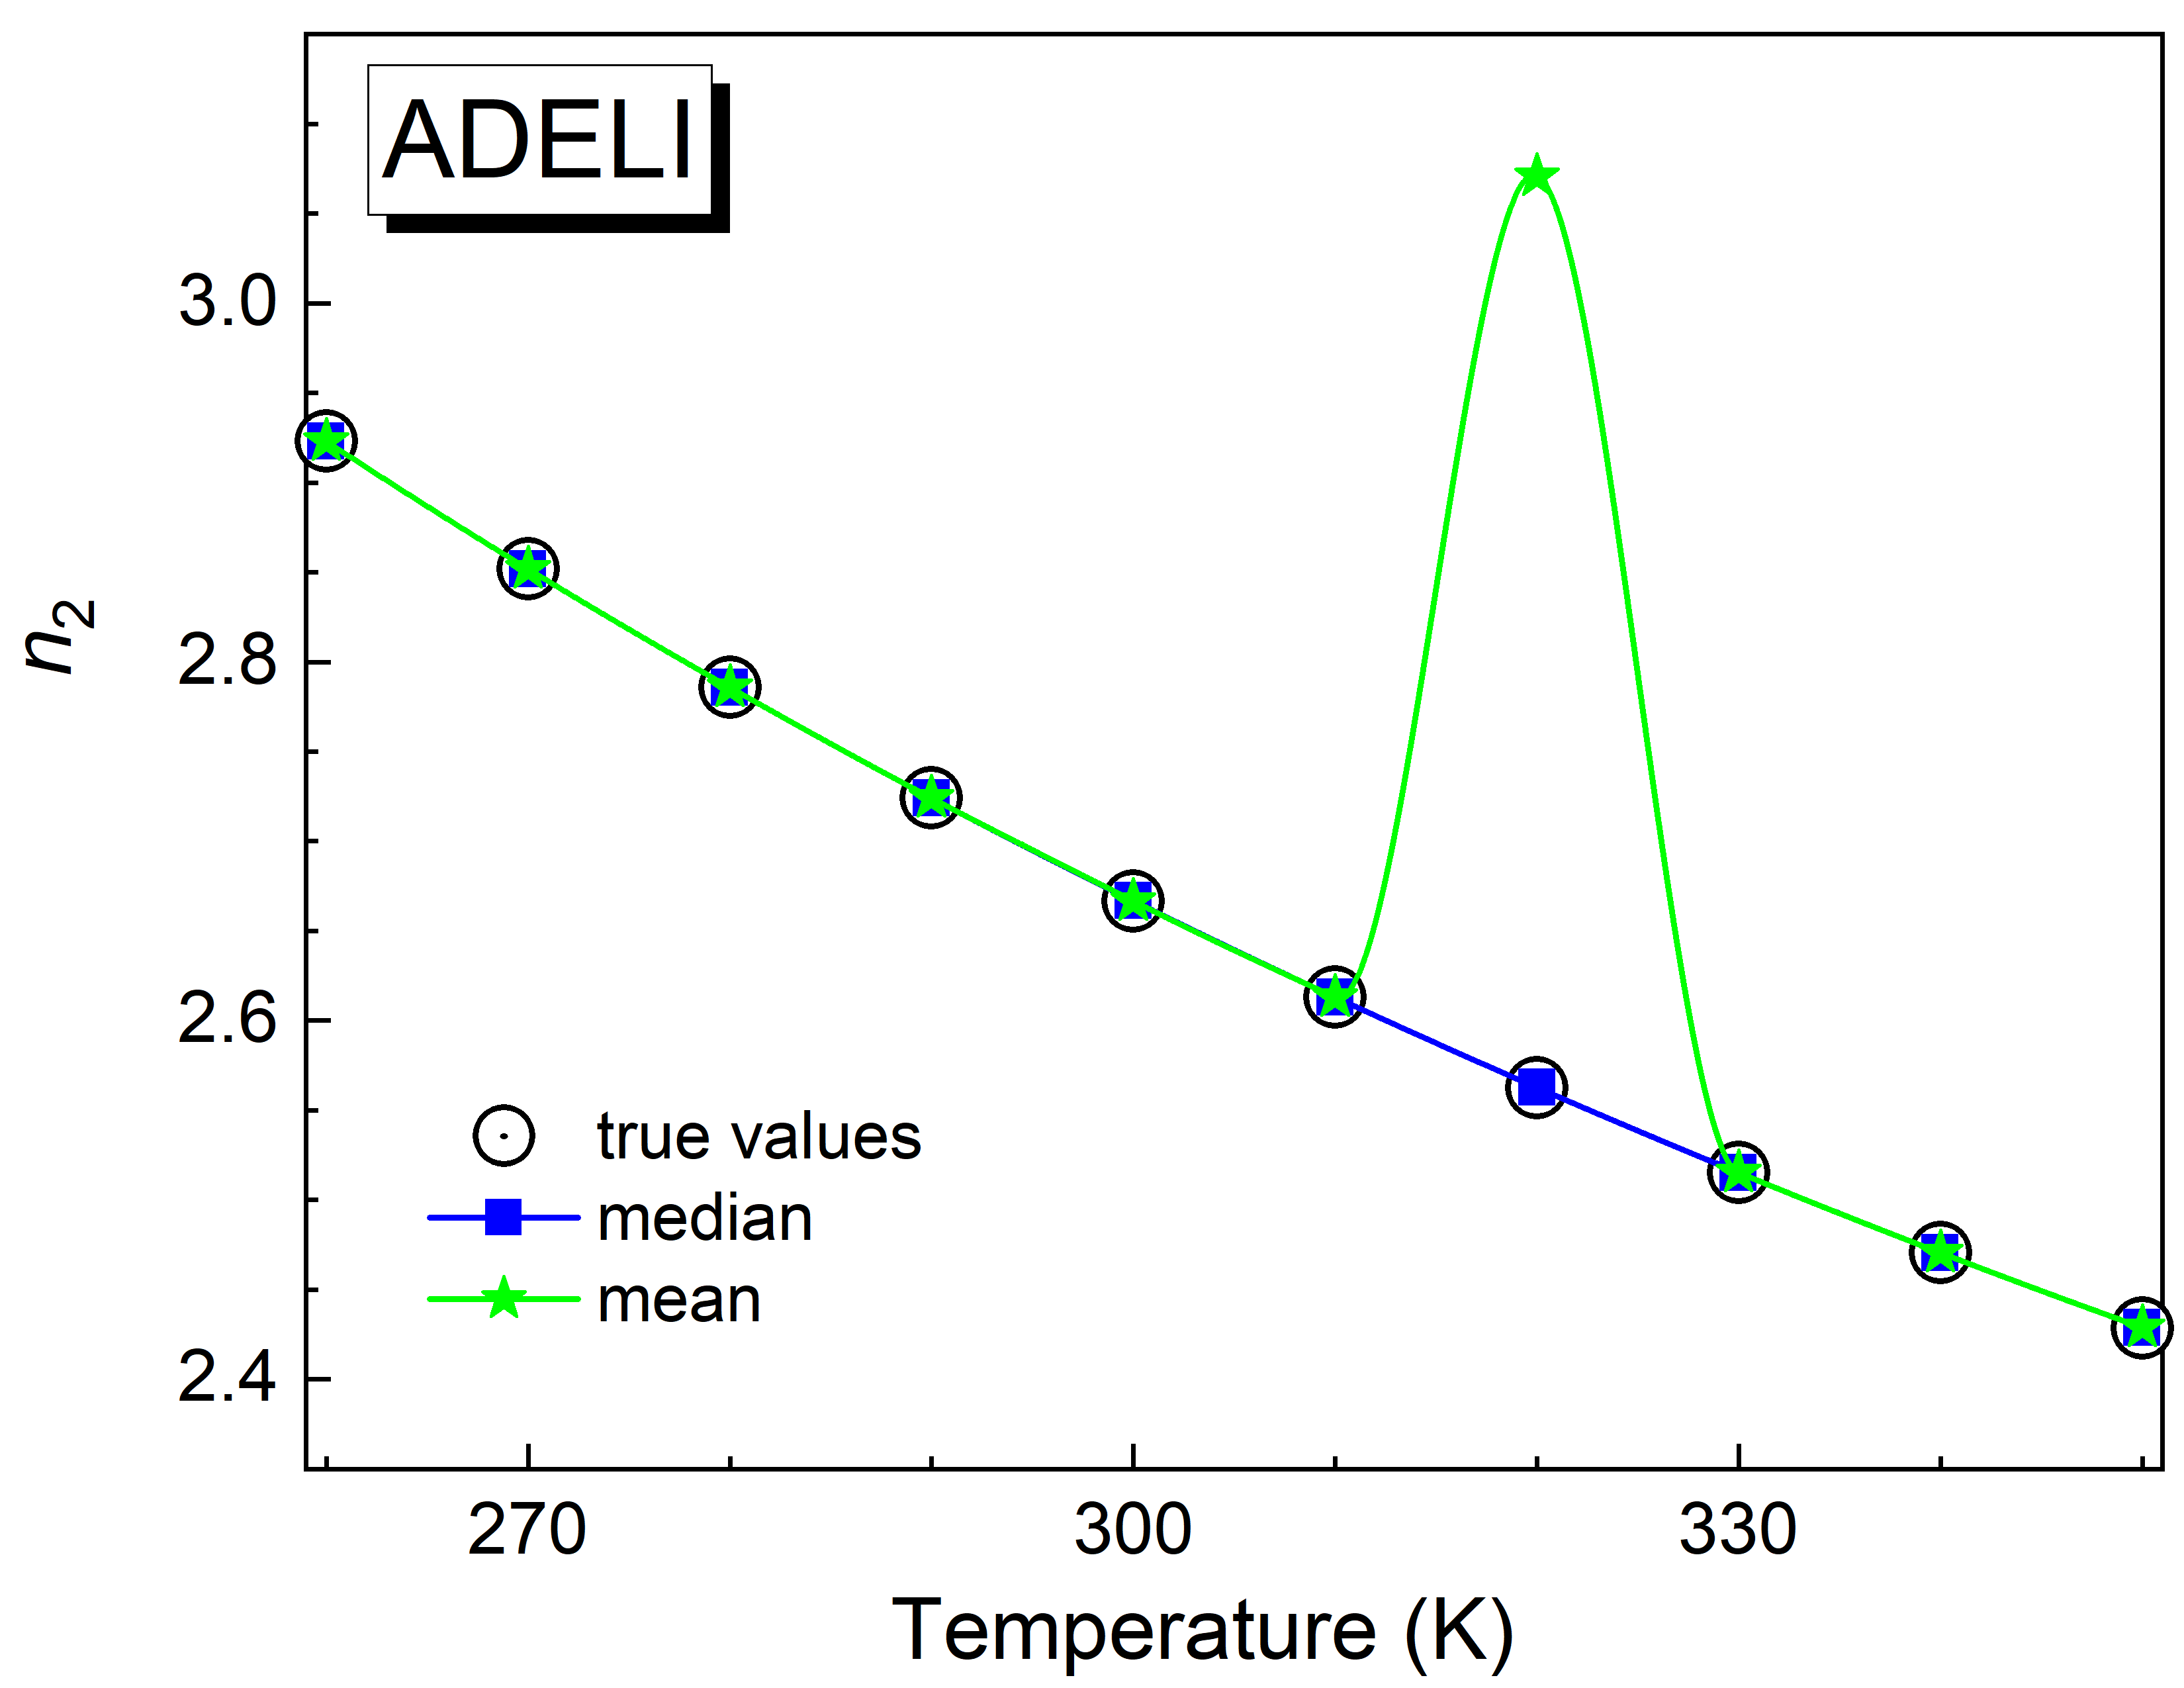 ADELI
3.0
2.8
2.6
2.4
n2
true values
median
mean
270 300 330
Temperature (K)